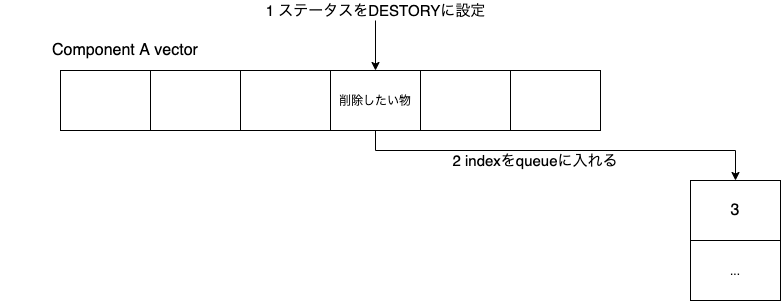 1 ステータスをDESTORYに設定
Component A vector
削除したい物
2 indexをqueueに入れる
3
...